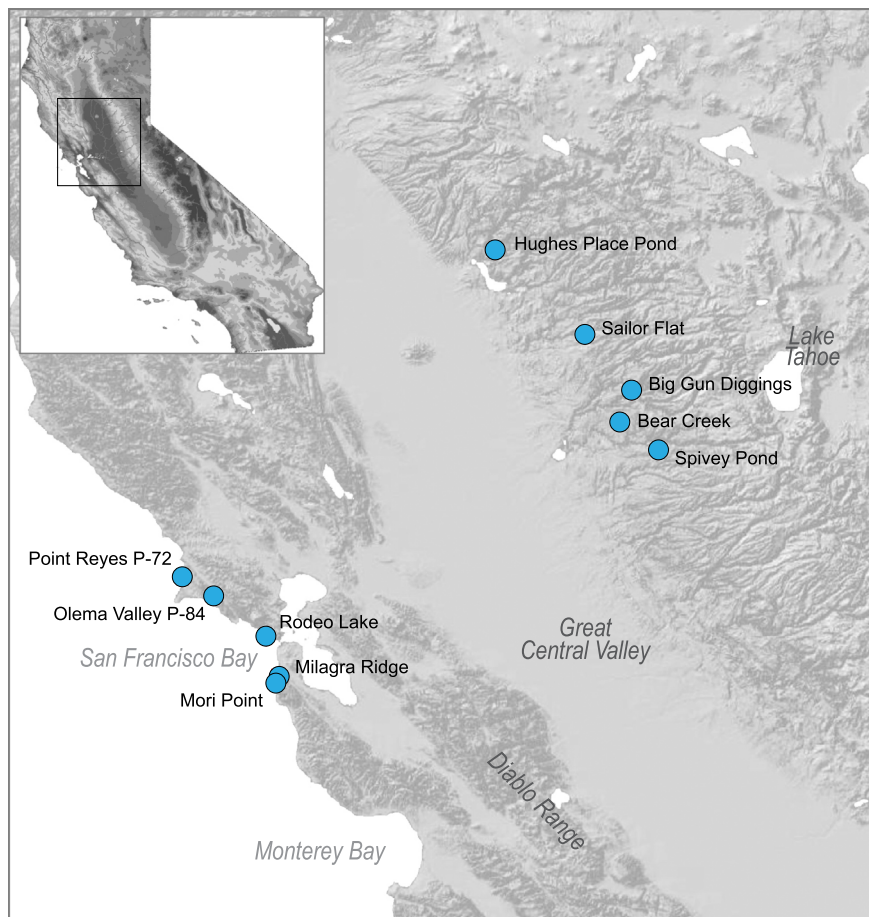 Hughes Place Pond
Sailor Flat
Lake
Tahoe
Big Gun Diggings
Bear Creek
Spivey Pond
Point Reyes P-72
Olema Valley P-84
Rodeo Lake
Great
Central Valley
San Francisco Bay
Milagra Ridge
Mori Point
Diablo Range
Monterey Bay